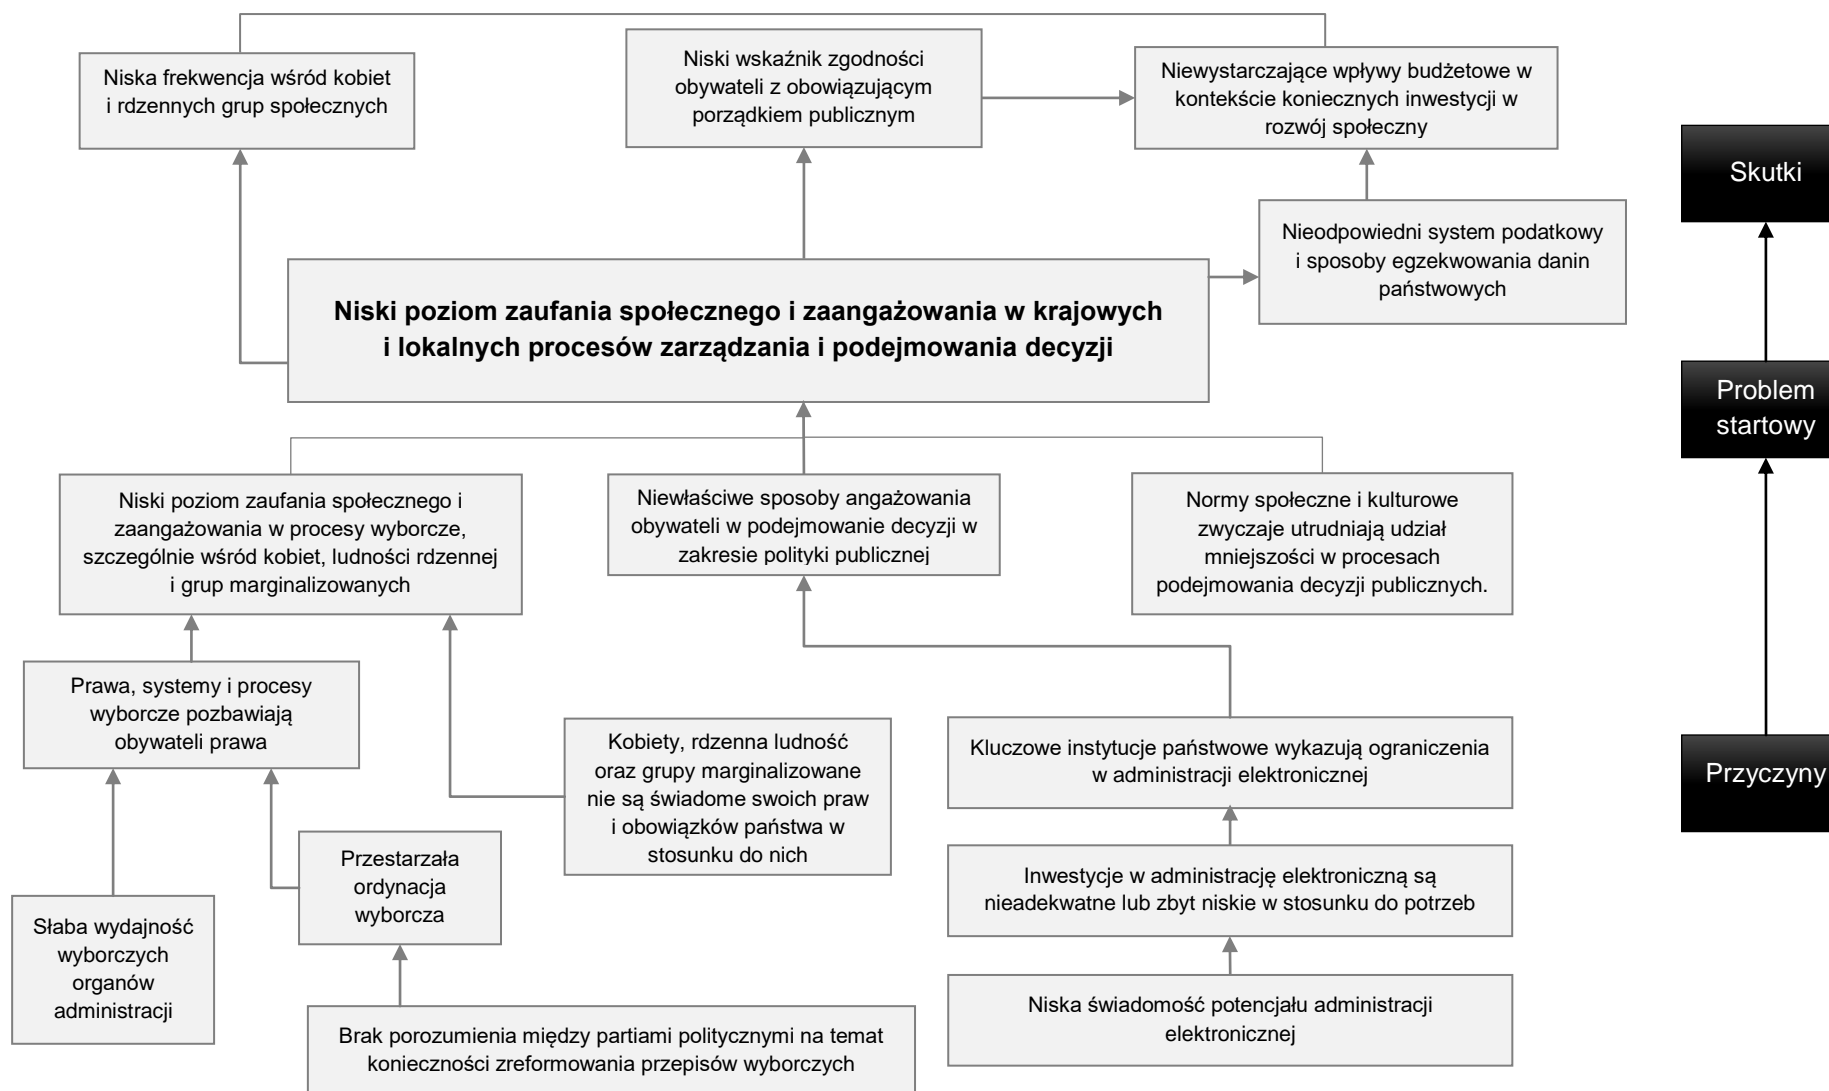 Niska frekwencja wśród kobiet
i rdzennych grup społecznych
Niski wskaźnik zgodności
obywateli z obowiązującym
porządkiem publicznym
Niewystarczające wpływy budżetowe w
kontekście koniecznych inwestycji w
rozwój społeczny
Skutki
Nieodpowiedni system podatkowy
i sposoby egzekwowania danin
państwowych
Niski poziom zaufania społecznego i zaangażowania w krajowych
i lokalnych procesów zarządzania i podejmowania decyzji
Problem
startowy
Niski poziom zaufania społecznego i
zaangażowania w procesy wyborcze,
szczególnie wśród kobiet, ludności rdzennej
i grup marginalizowanych
Niewłaściwe sposoby angażowania
obywateli w podejmowanie decyzji w
zakresie polityki publicznej
Normy społeczne i kulturowe
zwyczaje utrudniają udział
mniejszości w procesach
podejmowania decyzji publicznych.
Prawa, systemy i procesy
wyborcze pozbawiają
obywateli prawa
Kobiety, rdzenna ludność
oraz grupy marginalizowane
nie są świadome swoich praw
i obowiązków państwa w
stosunku do nich
Kluczowe instytucje państwowe wykazują ograniczenia
w administracji elektronicznej
Przyczyny
Przestarzała
ordynacja
wyborcza
Inwestycje w administrację elektroniczną są
nieadekwatne lub zbyt niskie w stosunku do potrzeb
Słaba wydajność
wyborczych
organów
administracji
Niska świadomość potencjału administracji
elektronicznej
Brak porozumienia między partiami politycznymi na temat
konieczności zreformowania przepisów wyborczych